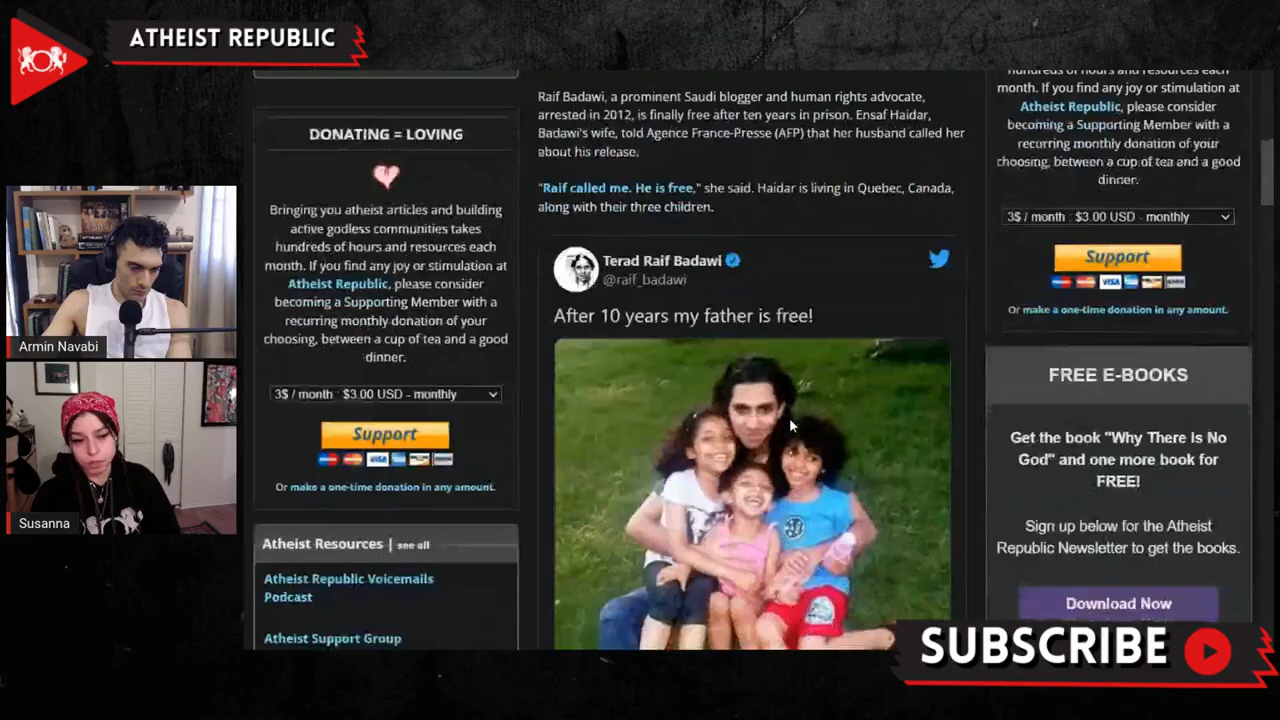 ATHEIST REPUBLIC
Armin Navabi
Susanna
DONATING = LOVING
Bringing you atheist articles and building
active godless communities takes
hundreds of hours and resources each
month. If you find any joy or stimulation at
Atheist Republic, please consider
becoming a Supporting Member with a
recurring monthly donation of your
choosing, between a cup of tea and a good
dinner.
3$ / month : $3.00 USD - monthly
Support
VISA
Or make a one-time donation in any amount.
Atheist Resources | see all
Atheist Republic Voicemails
Podcast
Atheist Support Group
Raif Badawi, a prominent Saudi blogger and human rights advocate,
arrested in 2012, is finally free after ten years in prison. Ensaf Haidar,
Badawi's wife, told Agence France-Presse (AFP) that her husband called her
about his release.
"Raif called me. He is free," she said. Haidar is living in Quebec, Canada,
along with their three children.
Terad Raif Badawi
@raif_badawi
After 10 years my father is free!
hundreds of hours and resources each
month. If you find any joy or stimulation at
Atheist Republic, please consider
becoming a Supporting Member with a
recurring monthly donation of your
choosing, between a cup of tea and a good
dinner.
3$ / month : $3.00 USD - monthly
Support
VISA
Or make a one-time donation in any amount.
FREE E-BOOKS
Get the book "Why There Is No
God" and one more book for
FREE!
Sign up below for the Atheist
Republic Newsletter to get the books.
Download Now
SUBSCRIBE